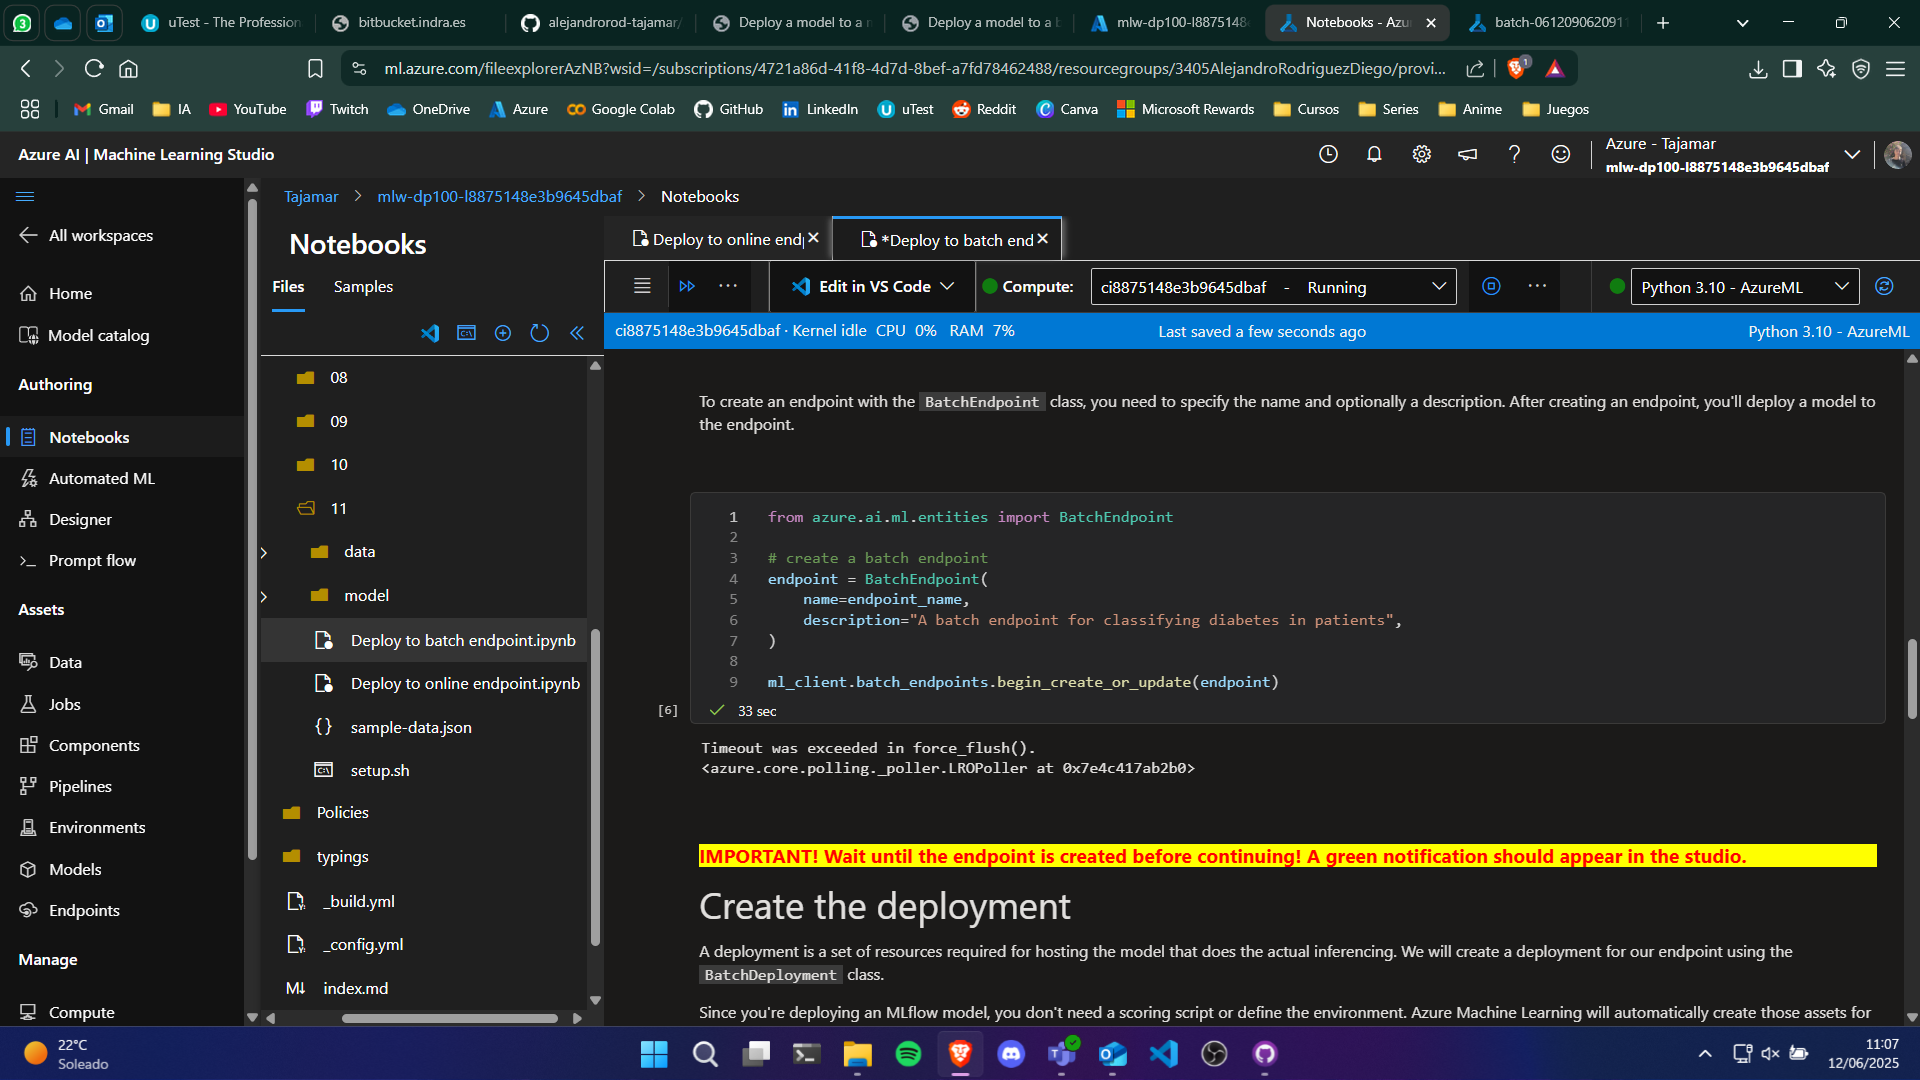 uTest - The Profession
bitbucket.indra.es
alejandrorod-tajamar/
Deploy a model to a m
Deploy a model to a b
mlw-dp100-l8875148
Notebooks - Azu
batch-061209062091
ml.azure.com/fileexplorerAzNB?wsid=/subscriptions/4721a86d-41f8-4d7d-8bef-a7fd78462488/resourcegroups/3405AlejandroRodriguezDiego/provi...
1
Gmail
IA
YouTube
Twitch
OneDrive
Azure
Google Colab
GitHub
LinkedIn
uTest
Reddit
Canva
Microsoft Rewards
Cursos
Series
Anime
Juegos
Azure AI | Machine Learning Studio
Azure - Tajamar
mlw-dp100-l8875148e3b9645dbaf
All workspaces
Home
Model catalog
Authoring
Notebooks
Automated ML
Designer
Prompt flow
Assets
Data
Jobs
Components
Pipelines
Environments
Models
Endpoints
Manage
Compute
Tajamar > mlw-dp100-l8875148e3b9645dbaf > Notebooks
Notebooks
Files
Samples
08
09
10
11
data
model
Deploy to batch endpoint.ipynb
Deploy to online endpoint.ipynb
sample-data.json
setup.sh
Policies
typings
_build.yml
_config.yml
index.md
Deploy to online end
*Deploy to batch end
Edit in VS Code
Compute:
ci8875148e3b9645dbaf - Running
Python 3.10 - AzureML
ci8875148e3b9645dbaf · Kernel idle CPU 0% RAM 7%
Last saved a few seconds ago
Python 3.10 - AzureML
To create an endpoint with the BatchEndpoint class, you need to specify the name and optionally a description. After creating an endpoint, you'll deploy a model to
the endpoint.
1 from azure.ai.ml.entities import BatchEndpoint
2
3 # create a batch endpoint
4 endpoint = BatchEndpoint(
5 name=endpoint_name,
6 description="A batch endpoint for classifying diabetes in patients",
7 )
8
9 ml_client.batch_endpoints.begin_create_or_update(endpoint)
[6]
33 sec
Timeout was exceeded in force_flush().
<azure.core.polling._poller.LROPoller at 0x7e4c417ab2b0>
IMPORTANT! Wait until the endpoint is created before continuing! A green notification should appear in the studio.
Create the deployment
A deployment is a set of resources required for hosting the model that does the actual inferencing. We will create a deployment for our endpoint using the
BatchDeployment class.
Since you're deploying an MLflow model, you don't need a scoring script or define the environment. Azure Machine Learning will automatically create those assets for
22°C
Soleado
11:07
12/06/2025